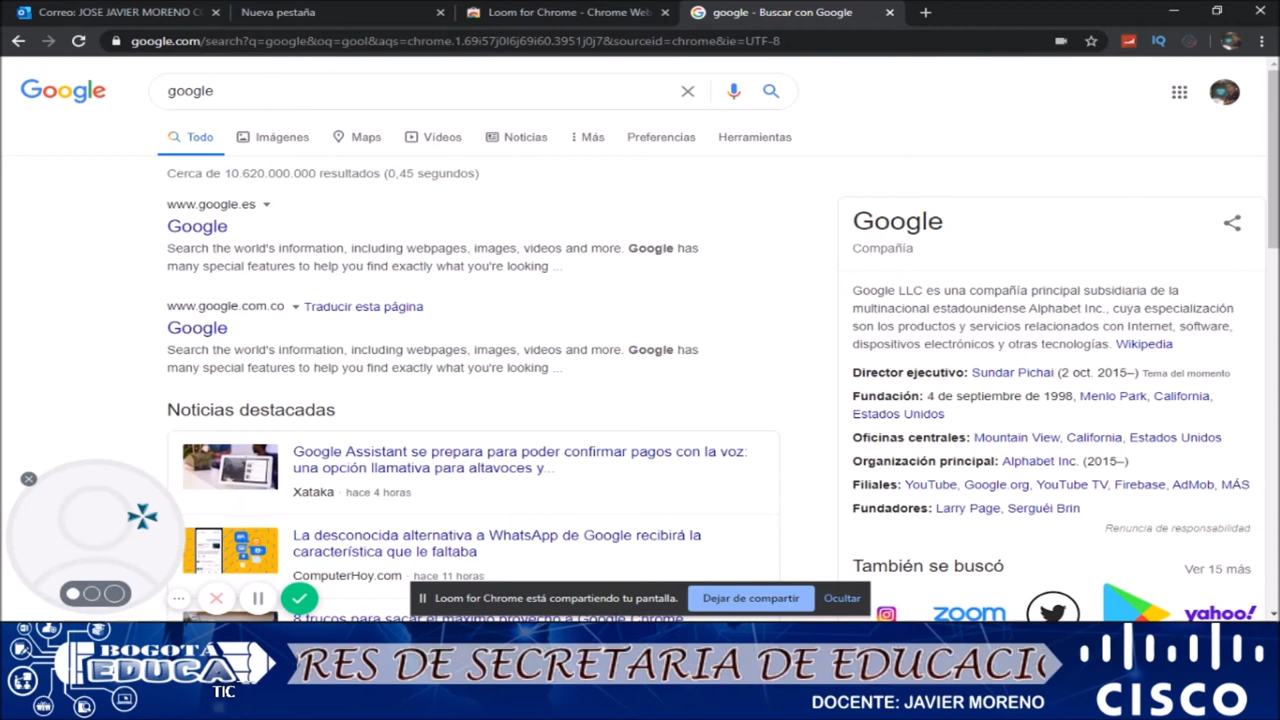 Correo: JOSE JAVIER MORENO C
Nueva pestaña
Loom for Chrome - Chrome Web
google - Buscar con Google
google.com/search?q=google&oq=gool&aqs=chrome.1.69i57j0l6j69i60.3951j0j7&sourceid=chrome&ie=UTF-8
IQ
Google
google
Todo
Imágenes
Maps
Vídeos
Noticias
Más
Preferencias
Herramientas
Cerca de 10.620.000.000 resultados (0,45 segundos)
www.google.es
Google
Search the world's information, including webpages, images, videos and more. Google has
many special features to help you find exactly what you're looking ...
www.google.com.co Traducir esta página
Google
Search the world's information, including webpages, images, videos and more. Google has
many special features to help you find exactly what you're looking ...
Noticias destacadas
Google Assistant se prepara para poder confirmar pagos con la voz:
una opción llamativa para altavoces y...
Xataka hace 4 horas
La desconocida alternativa a WhatsApp de Google recibirá la
característica que le faltaba
ComputerHoy.com hace 11 horas
8 trucos para sacar el máximo provecho a Google Chrome
Google
Compañía
Google LLC es una compañía principal subsidiaria de la
multinacional estadounidense Alphabet Inc., cuya especialización
son los productos y servicios relacionados con Internet, software,
dispositivos electrónicos y otras tecnologías. Wikipedia
Director ejecutivo: Sundar Pichai (2 oct. 2015–) Tema del momento
Fundación: 4 de septiembre de 1998, Menlo Park, California,
Estados Unidos
Oficinas centrales: Mountain View, California, Estados Unidos
Organización principal: Alphabet Inc. (2015–)
Filiales: YouTube, Google.org, YouTube TV, Firebase, AdMob, MÁS
Fundadores: Larry Page, Serguéi Brin
Renuncia de responsabilidad
También se buscó
Ver 15 más
zoom
yahoo!
Loom for Chrome está compartiendo tu pantalla.
Dejar de compartir
Ocultar
BOGOTÁ
EDUCA
TIC
RES DE SECRETARIA DE EDUCACI
DOCENTE: JAVIER MORENO
CISCO